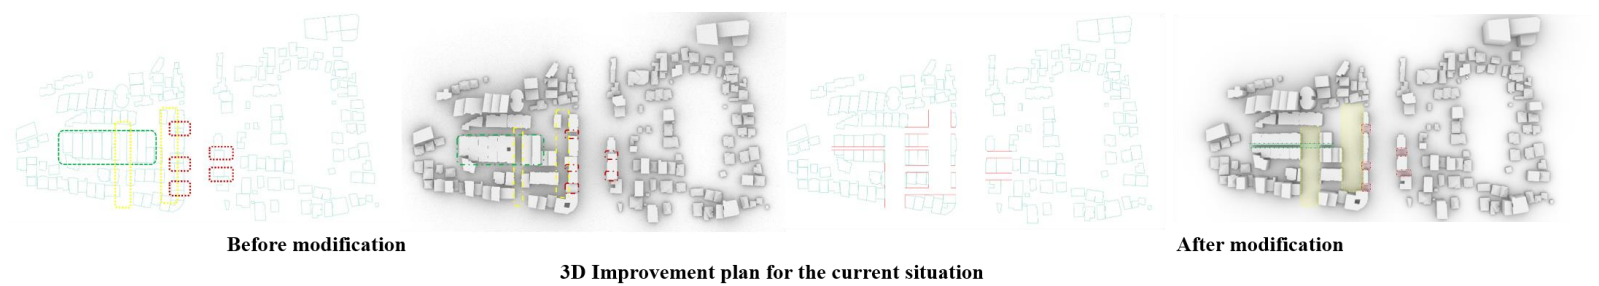 Before modification
After modification
3D Improvement plan for the current situation